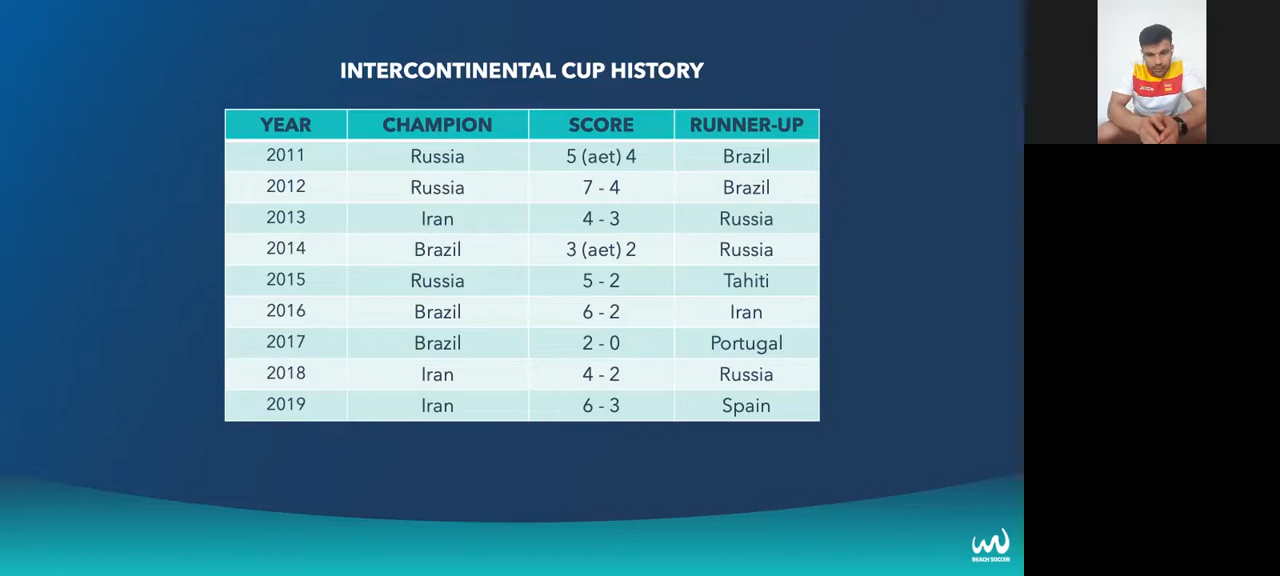 INTERCONTINENTAL CUP HISTORY
YEAR CHAMPION SCORE RUNNER-UP
2011 Russia 5 (aet) 4 Brazil
2012 Russia 7 - 4 Brazil
2013 Iran 4 - 3 Russia
2014 Brazil 3 (aet) 2 Russia
2015 Russia 5 - 2 Tahiti
2016 Brazil 6 - 2 Iran
2017 Brazil 2 - 0 Portugal
2018 Iran 4 - 2 Russia
2019 Iran 6 - 3 Spain
BEACH SOCCER